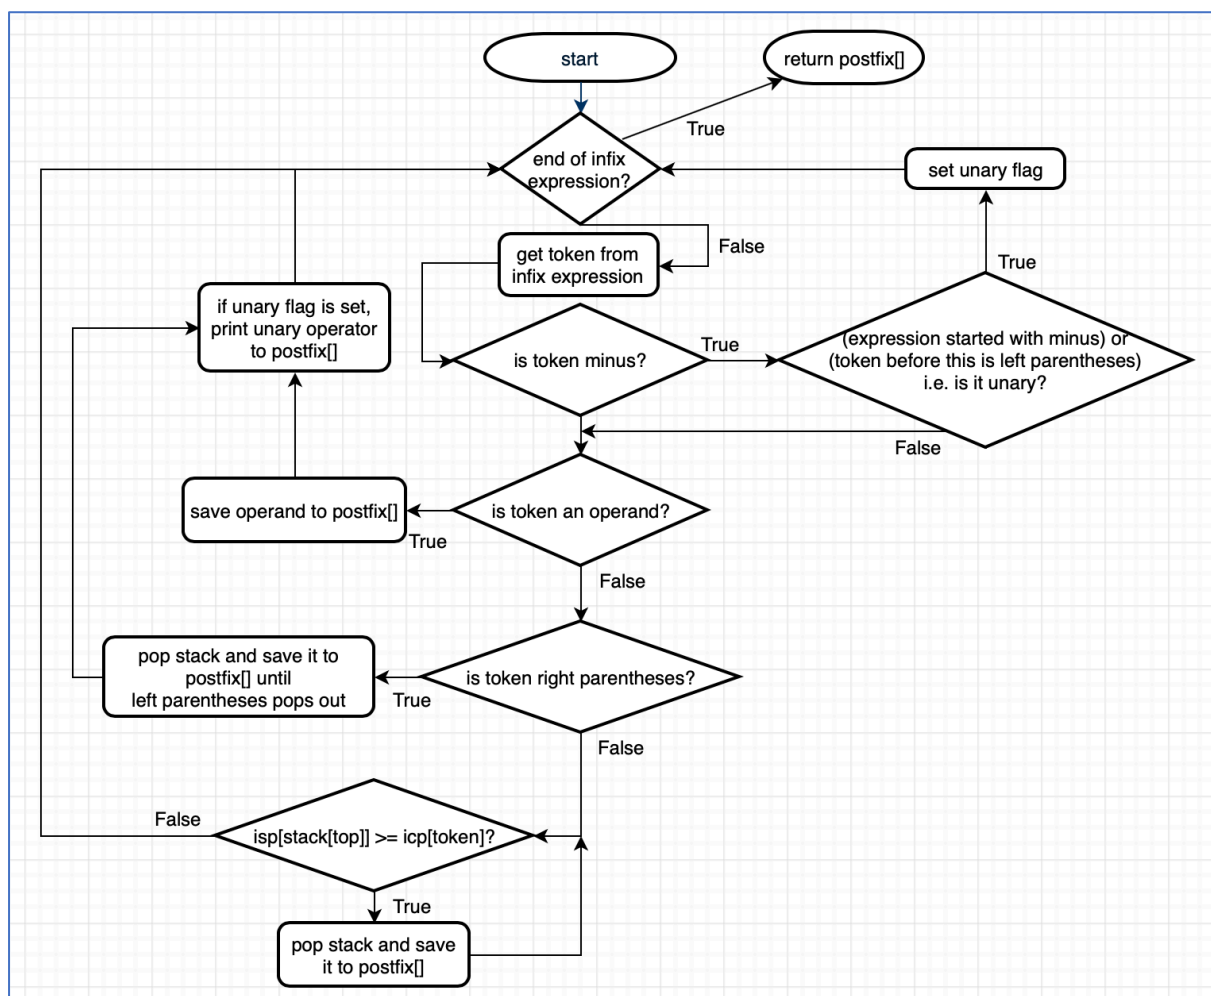 start
return postfix[]
True
end of infix
expression?
set unary flag
False
get token from
infix expression
True
if unary flag is set,
print unary operator
to postfix[]
is token minus?
True
(expression started with minus) or
(token before this is left parentheses)
i.e. is it unary?
False
save operand to postfix[]
is token an operand?
True
False
pop stack and save it to
postfix[] until
left parentheses pops out
is token right parentheses?
True
False
False
isp[stack[top]] >= icp[token]?
True
pop stack and save
it to postfix[]